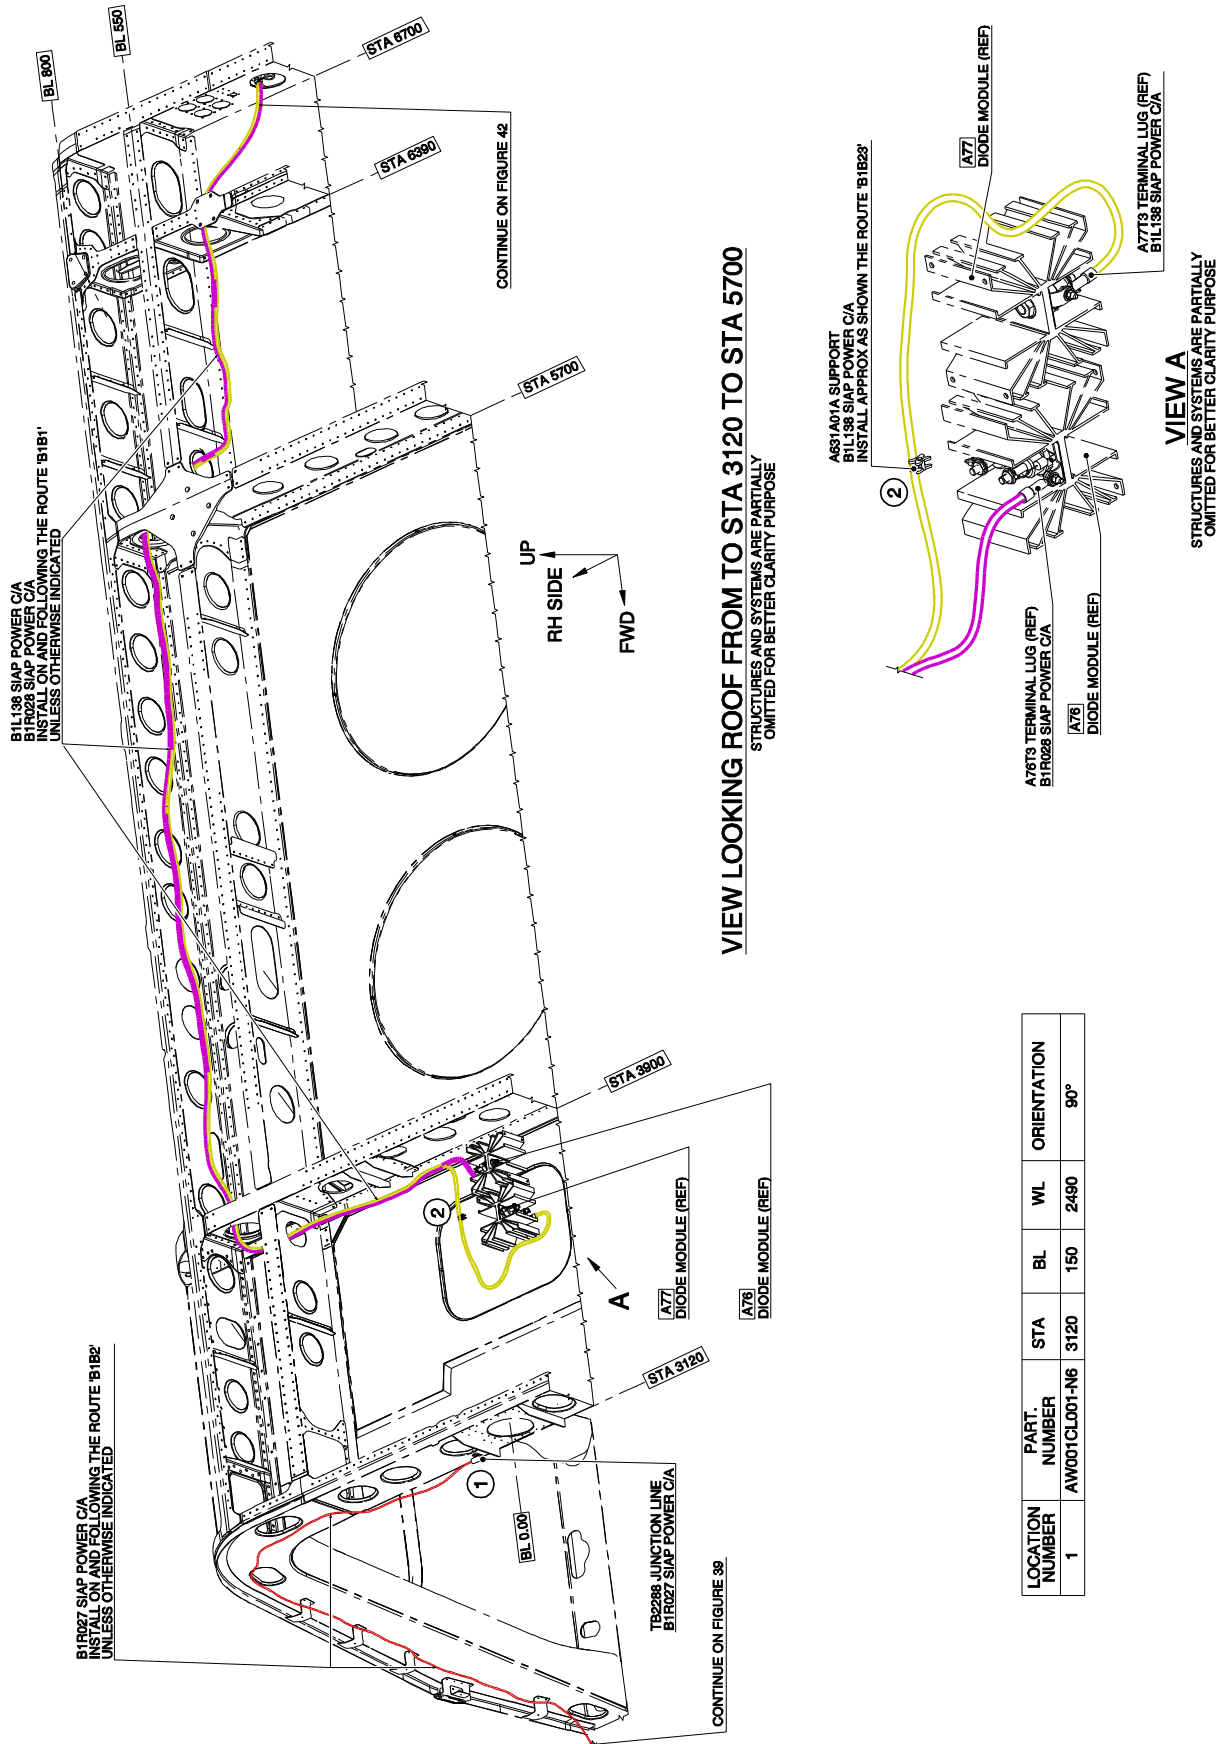 BL 800
BL 550
STA 6700
STA 6390
CONTINUE ON FIGURE 42
STA 5700
B1L138 SIAP POWER C/A
B1R028 SIAP POWER C/A
INSTALL ON AND FOLLOWING THE ROUTE 'B1B1'
UNLESS OTHERWISE INDICATED
UP
RH SIDE
FWD
STA 3900
2
A77
DIODE MODULE (REF)
A76
DIODE MODULE (REF)
A
STA 3120
B1R027 SIAP POWER C/A
INSTALL ON AND FOLLOWING THE ROUTE 'B1B2'
UNLESS OTHERWISE INDICATED
1
BL 0.00
TB2288 JUNCTION LINE
B1R027 SIAP POWER C/A
CONTINUE ON FIGURE 39
VIEW LOOKING ROOF FROM TO STA 3120 TO STA 5700
STRUCTURES AND SYSTEMS ARE PARTIALLY
OMITTED FOR BETTER CLARITY PURPOSE
A631A01A SUPPORT
B1L138 SIAP POWER C/A
INSTALL APPROX AS SHOWN THE ROUTE 'B1B23'
2
A77
DIODE MODULE (REF)
A77T3 TERMINAL LUG (REF)
B1L138 SIAP POWER C/A
A76T3 TERMINAL LUG (REF)
B1R028 SIAP POWER C/A
A76
DIODE MODULE (REF)
VIEW A
STRUCTURES AND SYSTEMS ARE PARTIALLY
OMITTED FOR BETTER CLARITY PURPOSE
LOCATION NUMBER PART. NUMBER STA BL WL ORIENTATION
1 AW001CL001-N6 3120 150 2490 90°